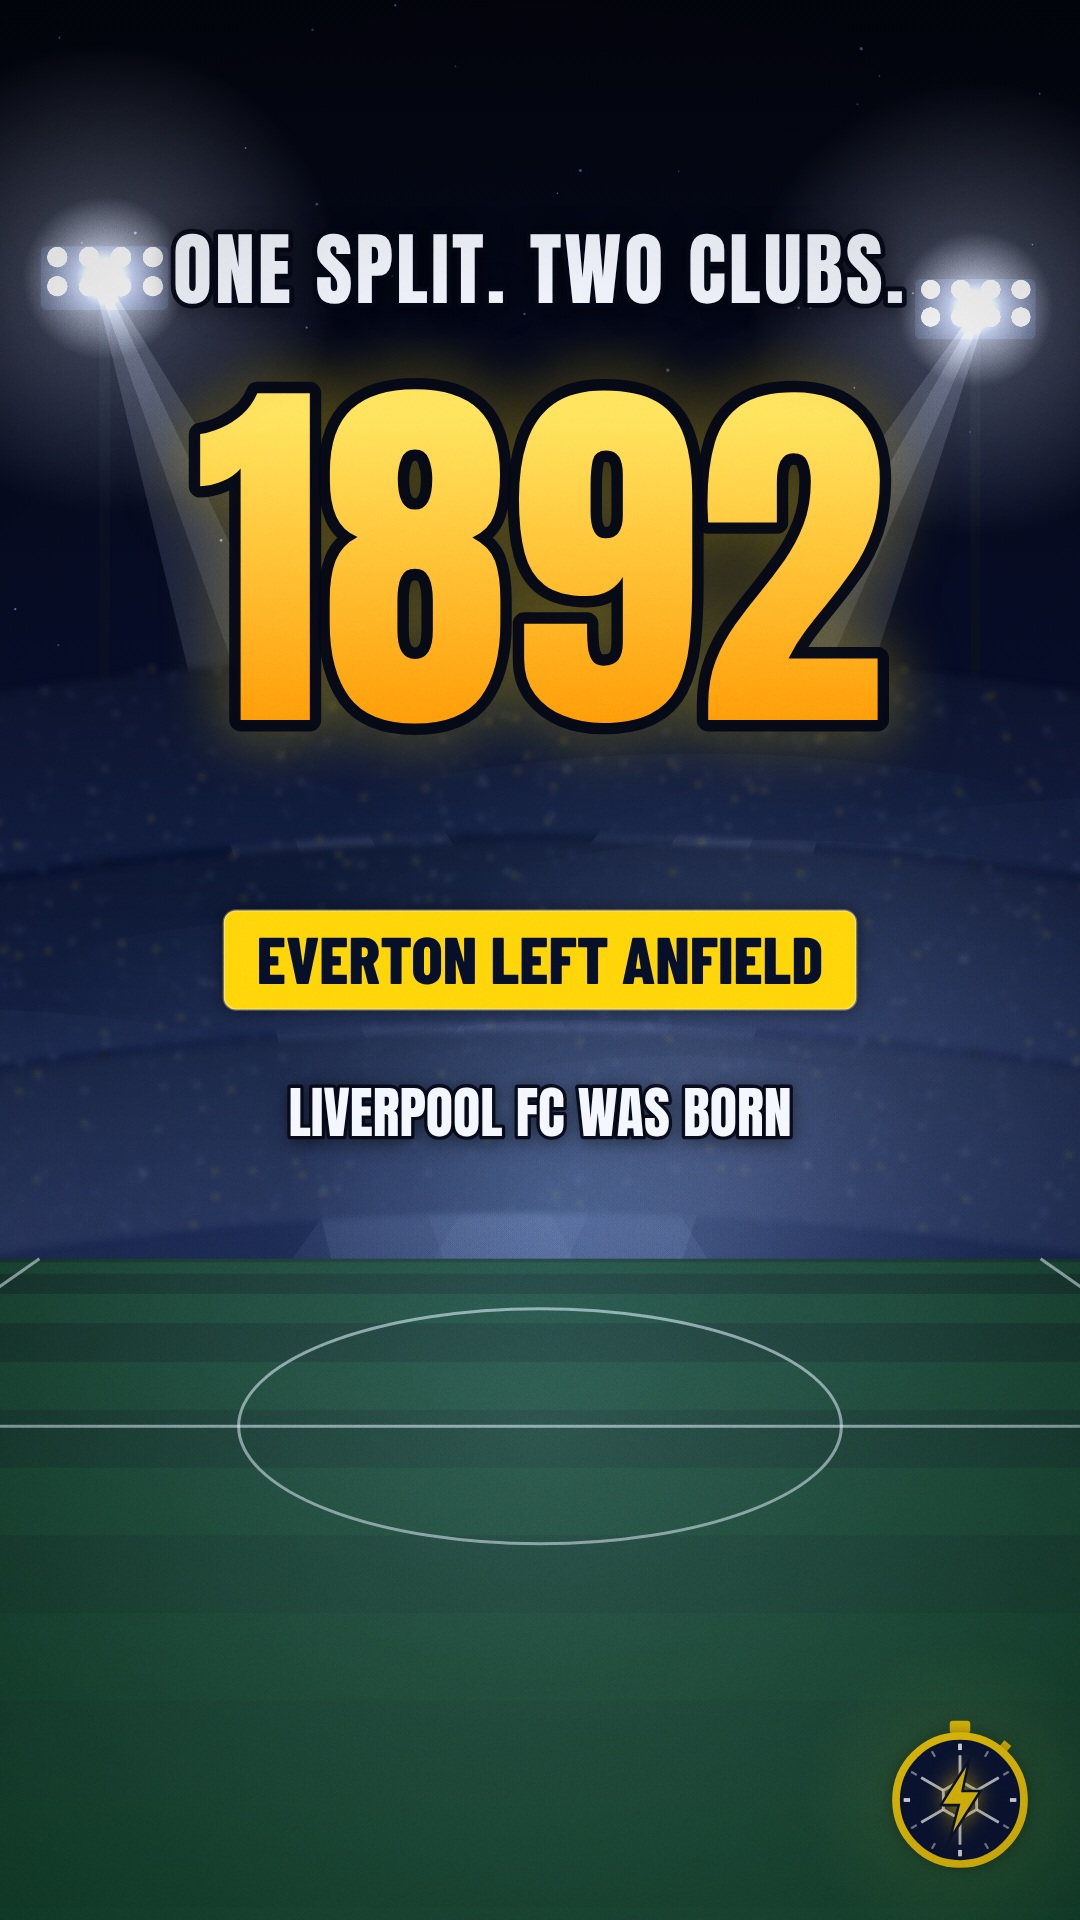 ONE SPLIT. TWO CLUBS.
1892
EVERTON LEFT ANFIELD
LIVERPOOL FC WAS BORN